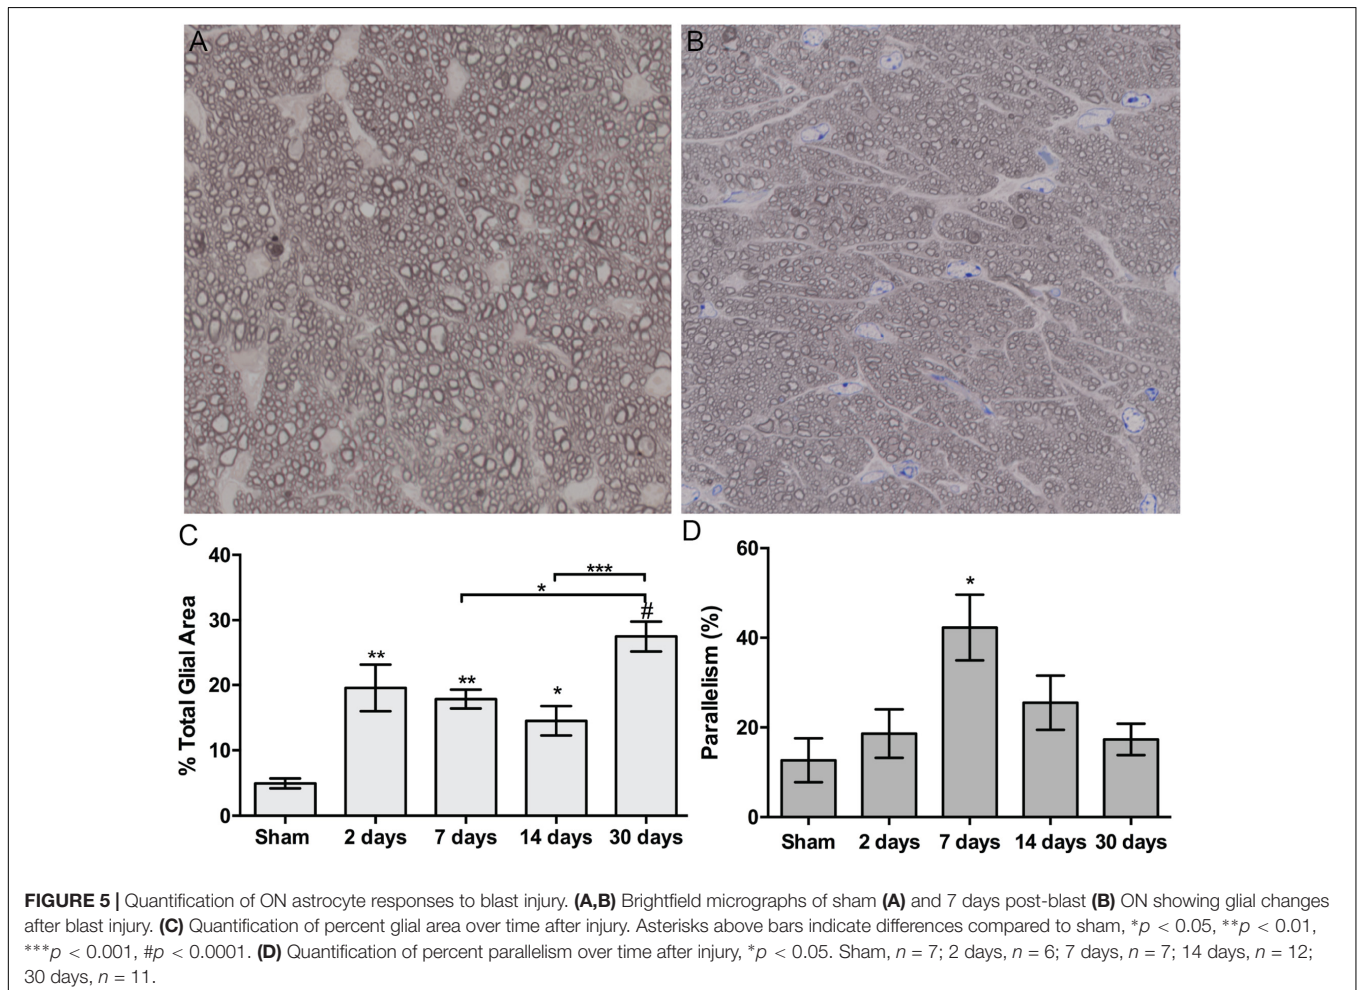 A
B
C
% Total Glial Area
40
30
20
10
0
**
**
*
#
*
***
Sham 2 days 7 days 14 days 30 days
D
Parallelism (%)
60
40
20
0
*
Sham 2 days 7 days 14 days 30 days
FIGURE 5 | Quantification of ON astrocyte responses to blast injury. (A,B) Brightfield micrographs of sham (A) and 7 days post-blast (B) ON showing glial changes
after blast injury. (C) Quantification of percent glial area over time after injury. Asterisks above bars indicate differences compared to sham, *p < 0.05, **p < 0.01,
***p < 0.001, #p < 0.0001. (D) Quantification of percent parallelism over time after injury, *p < 0.05. Sham, n = 7; 2 days, n = 6; 7 days, n = 7; 14 days, n = 12;
30 days, n = 11.